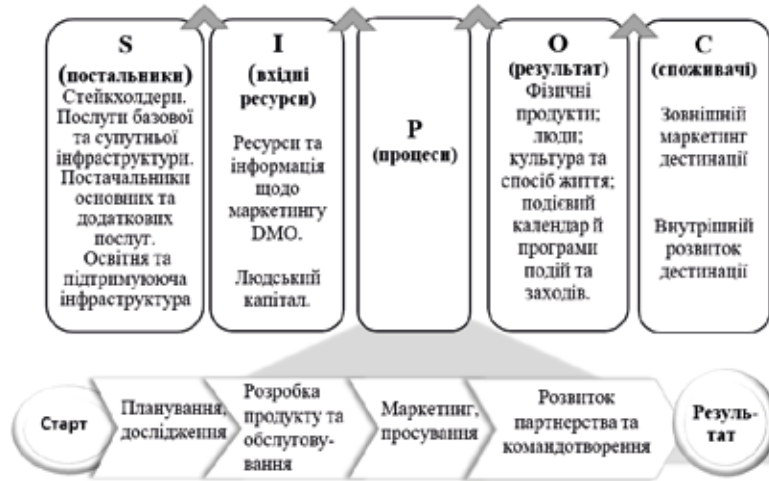 S
(постальники)
Стейкхолдери.
Послуги базової
та супутньої
інфраструктури.
Постачальники
основних та
додаткових
послуг.
Освітня та
підтримуюча
інфраструктура
I
(вхідні
ресурси)
Ресурси та
інформація
щодо
маркетингу
DMO.
Людський
капітал.
P
(процеси)
O
(результат)
Фізичні
продукти;
люди;
культура та
спосіб життя;
подієвий
календар й
програми
подій та
заходів.
C
(споживачі)
Зовнішній
маркетинг
дестинації
Внутрішній
розвиток
дестинації
Старт
Планування,
дослідження
Розробка
продукту та
обслугову-
вання
Маркетинг,
просування
Розвиток
партнерства та
командотворення
Резуль-
тат